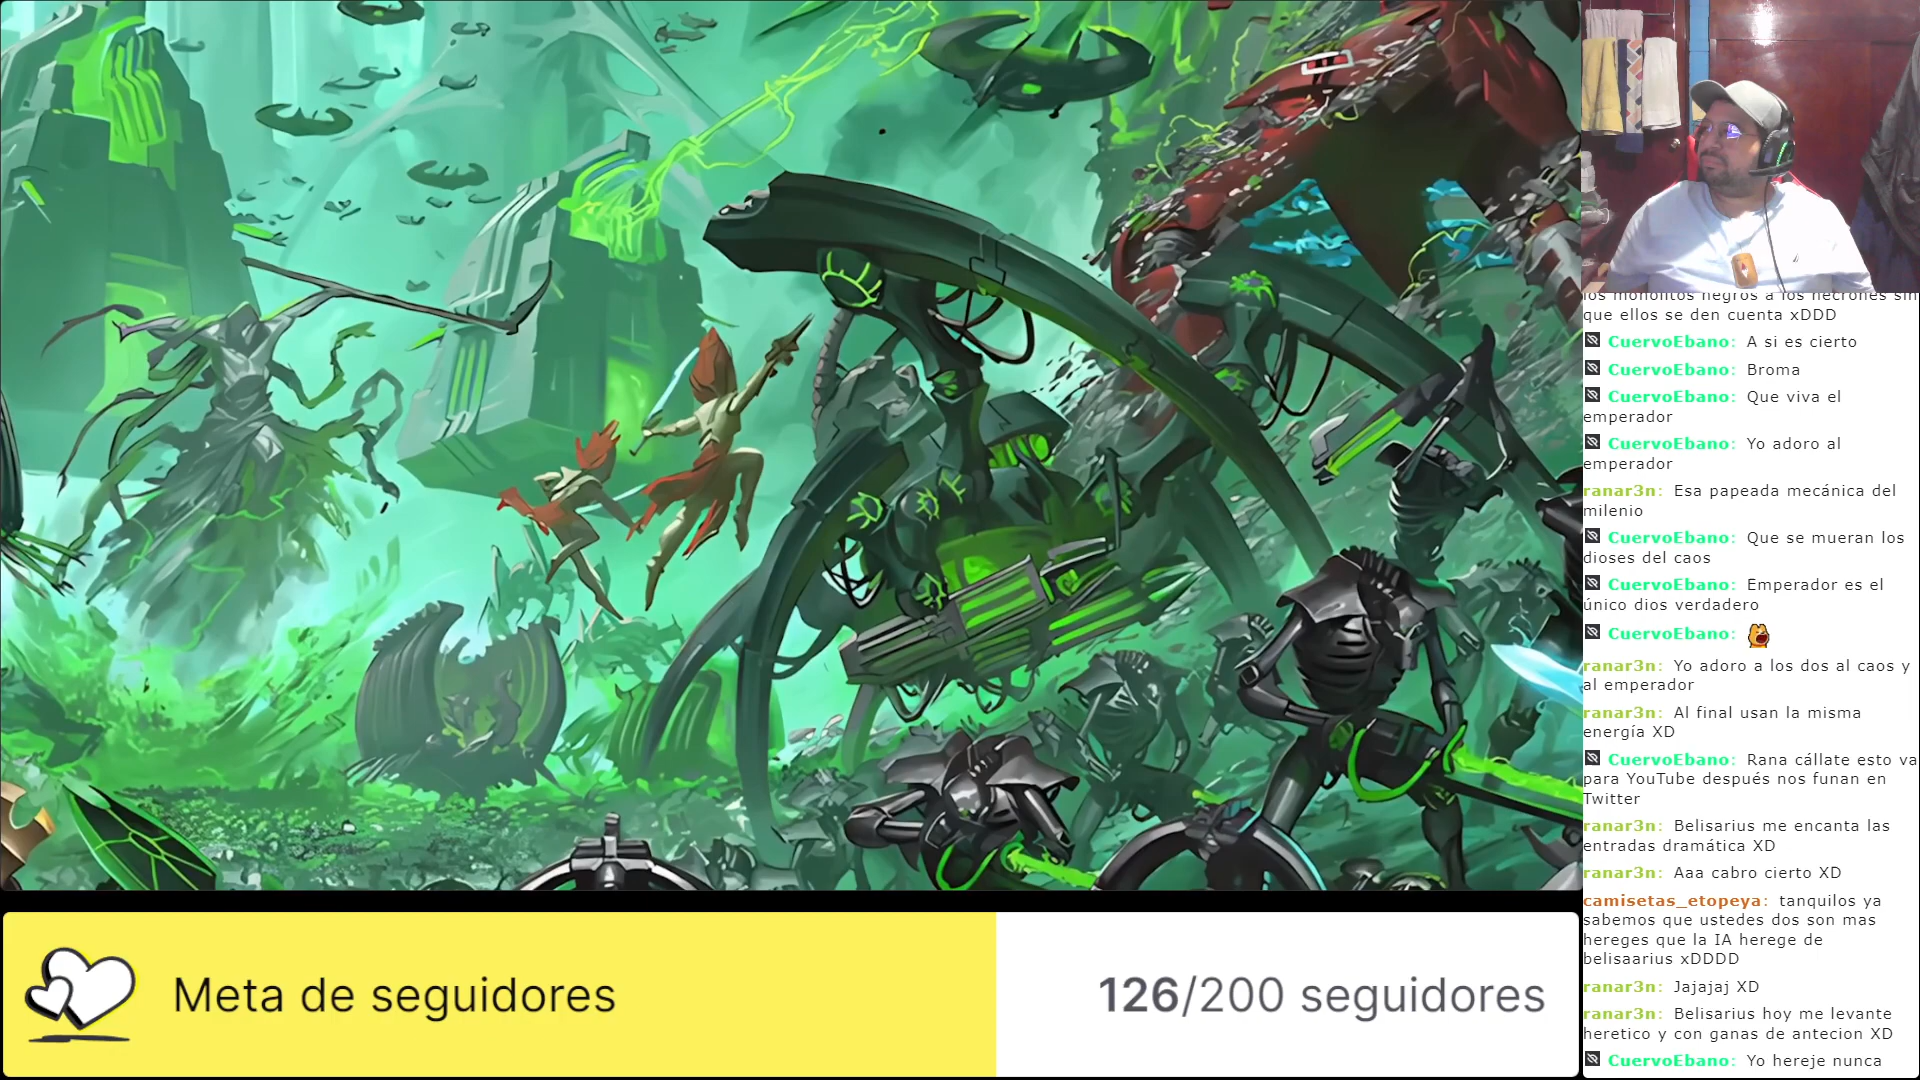 los monolitos negros a los necrones sin
que ellos se den cuenta xDDD
CuervoEbano: A si es cierto
CuervoEbano: Broma
CuervoEbano: Que viva el
emperador
CuervoEbano: Yo adoro al
emperador
ranar3n: Esa papeada mecánica del
milenio
CuervoEbano: Que se mueran los
dioses del caos
CuervoEbano: Emperador es el
único dios verdadero
CuervoEbano:
ranar3n: Yo adoro a los dos al caos y
al emperador
ranar3n: Al final usan la misma
energía XD
CuervoEbano: Rana cállate esto va
para YouTube después nos funan en
Twitter
ranar3n: Belisarius me encanta las
entradas dramática XD
ranar3n: Aaa cabro cierto XD
camisetas_etopeya: tanquilos ya
sabemos que ustedes dos son mas
hereges que la IA herege de
belisaarius xDDDD
ranar3n: Jajajaj XD
ranar3n: Belisarius hoy me levante
heretico y con ganas de antecion XD
CuervoEbano: Yo hereje nunca
Meta de seguidores
126/200 seguidores